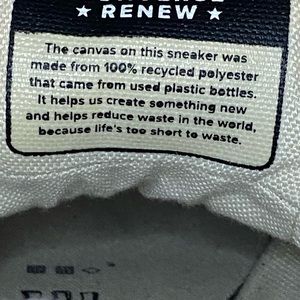 ★ RENEW ★
The canvas on this sneaker was
made from 100% recycled polyester
that came from used plastic bottles.
It helps us create something new
and helps reduce waste in the world,
because life's too short to waste.